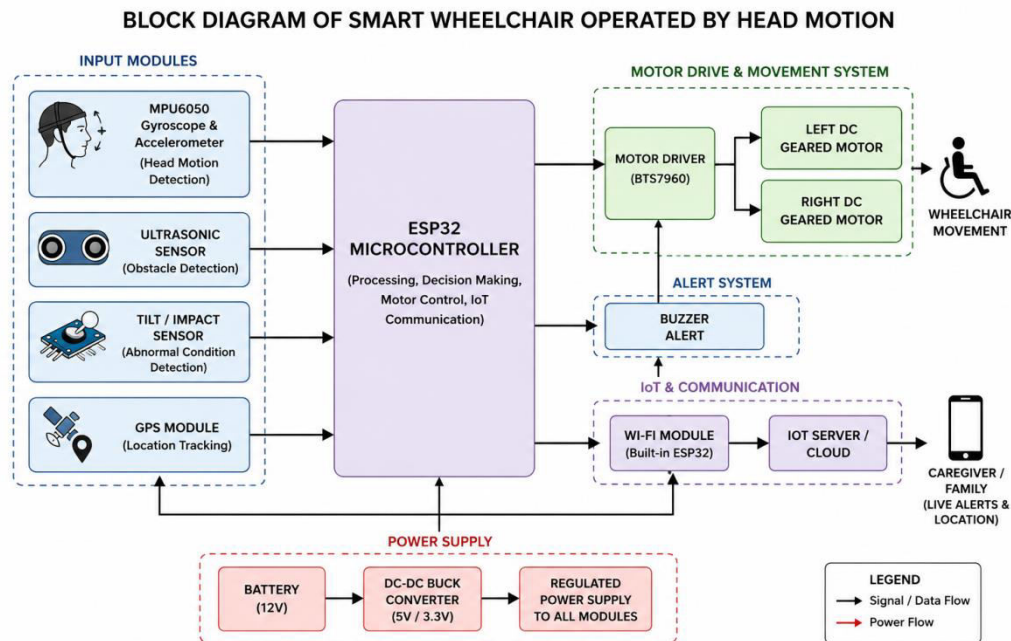 BLOCK DIAGRAM OF SMART WHEELCHAIR OPERATED BY HEAD MOTION
INPUT MODULES
MPU6050
Gyroscope &
Accelerometer
(Head Motion
Detection)
ULTRASONIC
SENSOR
(Obstacle Detection)
TILT / IMPACT
SENSOR
(Abnormal Condition
Detection)
GPS MODULE
(Location Tracking)
ESP32
MICROCONTROLLER
(Processing, Decision Making,
Motor Control, IoT
Communication)
MOTOR DRIVE & MOVEMENT SYSTEM
MOTOR DRIVER
(BTS7960)
LEFT DC
GEARED MOTOR
RIGHT DC
GEARED MOTOR
WHEELCHAIR
MOVEMENT
ALERT SYSTEM
BUZZER
ALERT
IoT & COMMUNICATION
WI-FI MODULE
(Built-in ESP32)
IOT SERVER /
CLOUD
CAREGIVER /
FAMILY
(LIVE ALERTS &
LOCATION)
POWER SUPPLY
BATTERY
(12V)
DC-DC BUCK
CONVERTER
(5V / 3.3V)
REGULATED
POWER SUPPLY
TO ALL MODULES
LEGEND
Signal / Data Flow
Power Flow